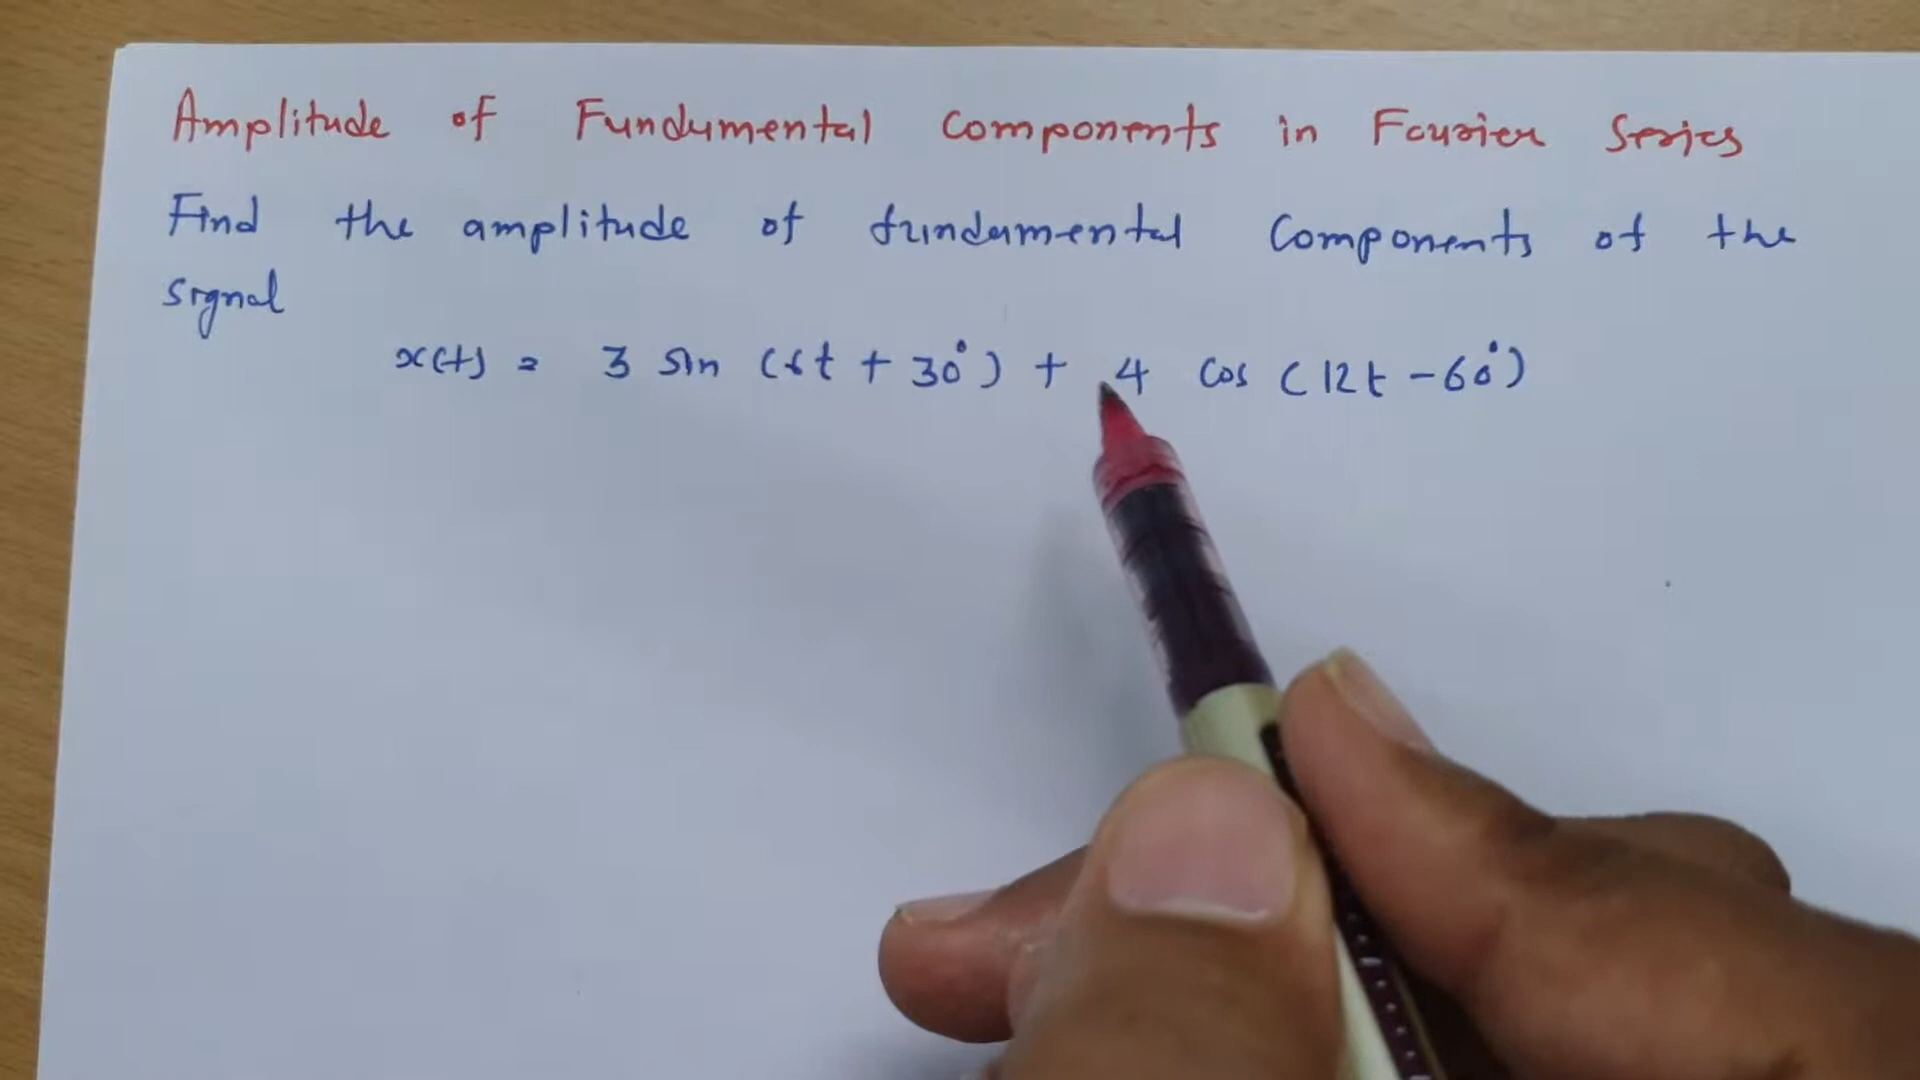 Amplitude of Fundumental Components in Fourier Series
Find the amplitude of fundamental Components of the
signal
x(t) = 3 sin (6t + 30°) + 4 cos (12t - 60°)